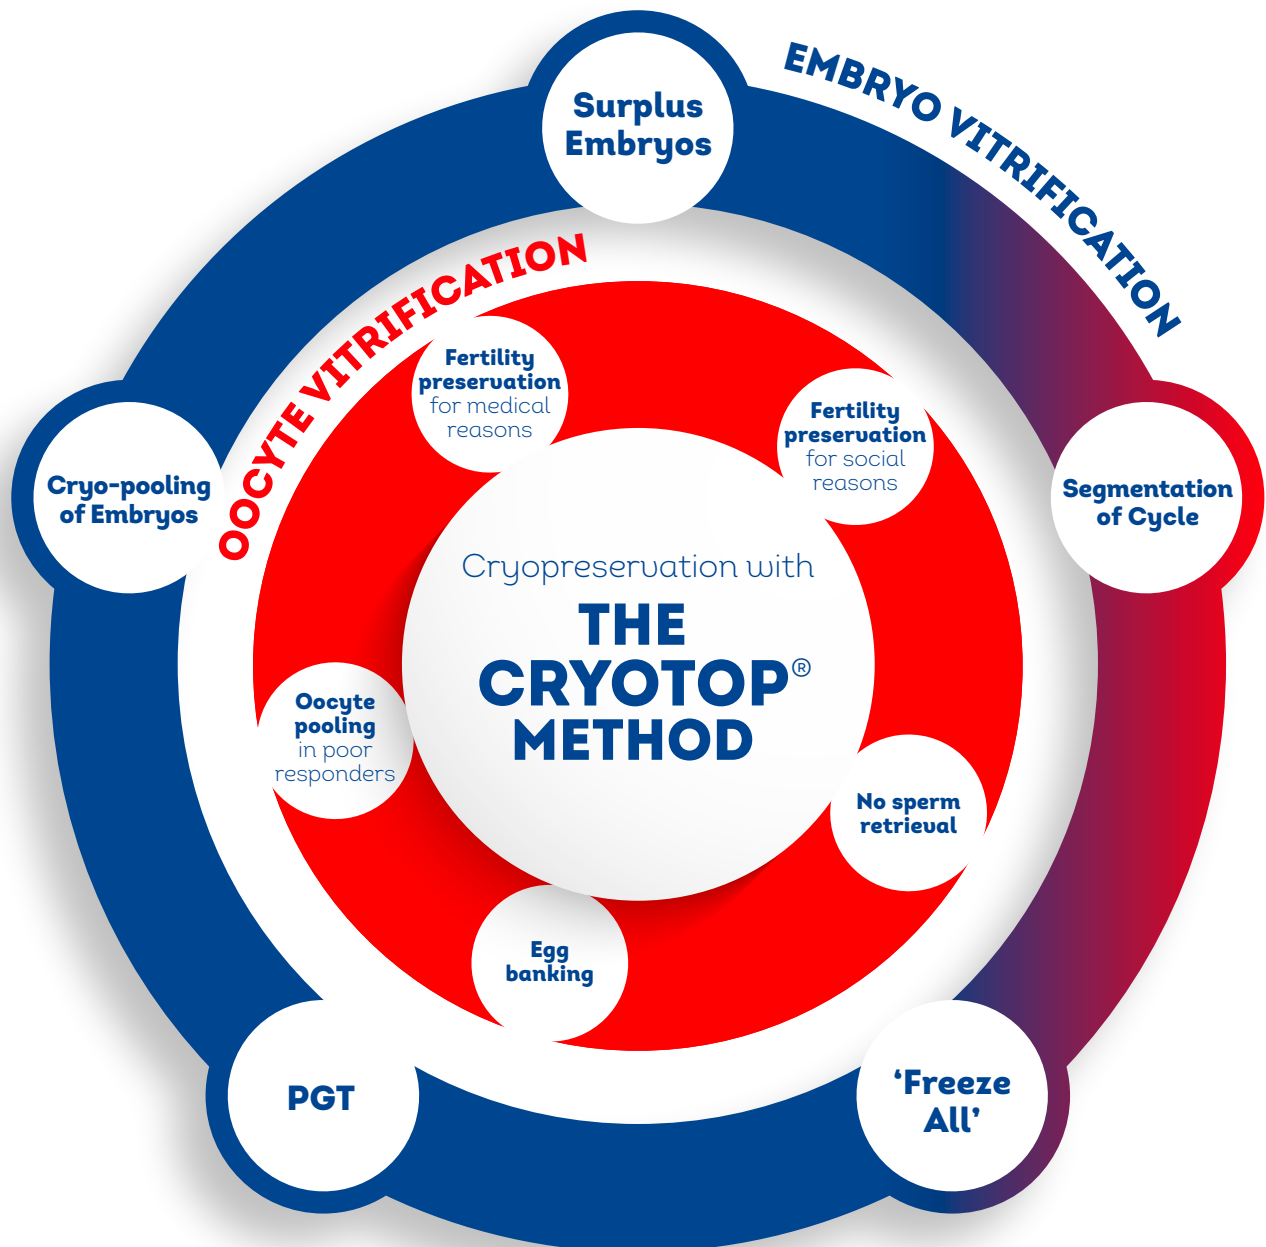 Surplus
Embryos
EMBRYO VITRIFICATION
OOCYTE VITRIFICATION
Fertility
preservation
for medical
reasons
Fertility
preservation
for social
reasons
Cryo-pooling
of Embryos
Segmentation
of Cycle
Cryopreservation with
THE
CRYOTOP®
METHOD
Oocyte
pooling
in poor
responders
No sperm
retrieval
Egg
banking
PGT
‘Freeze
All’